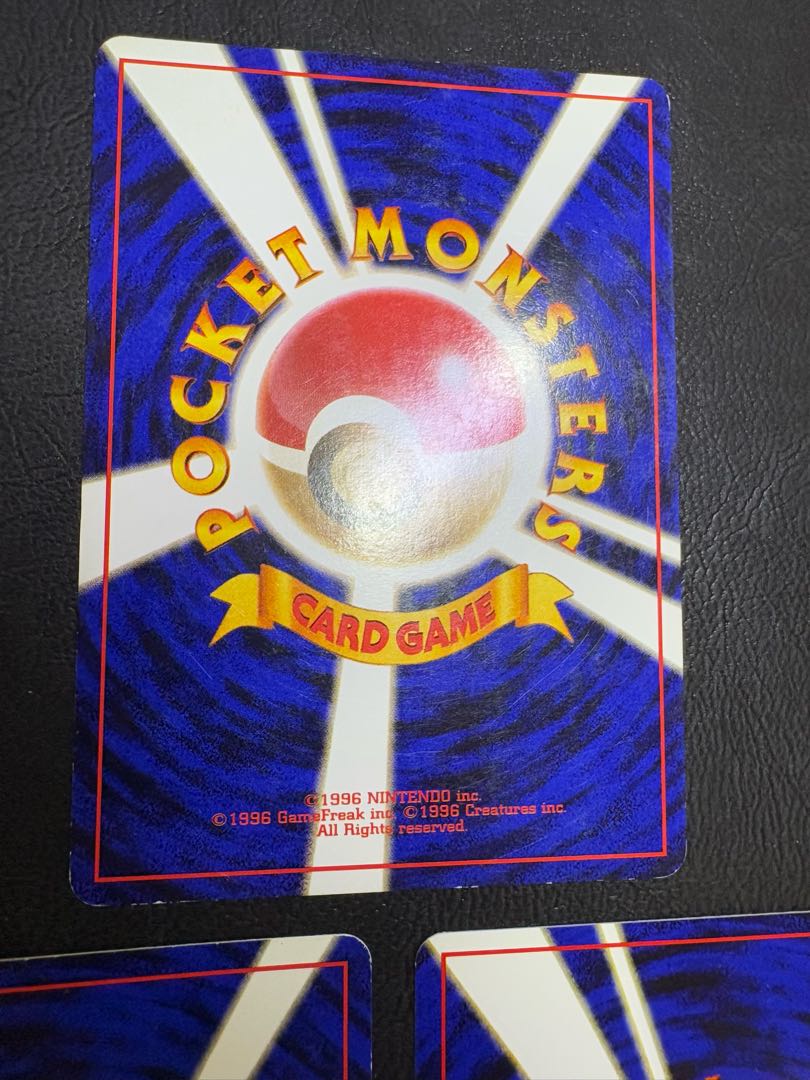 POCKET MONSTERS
CARD GAME
©1996 NINTENDO inc.
©1996 GameFreak inc. ©1996 Creatures inc.
All Rights reserved.